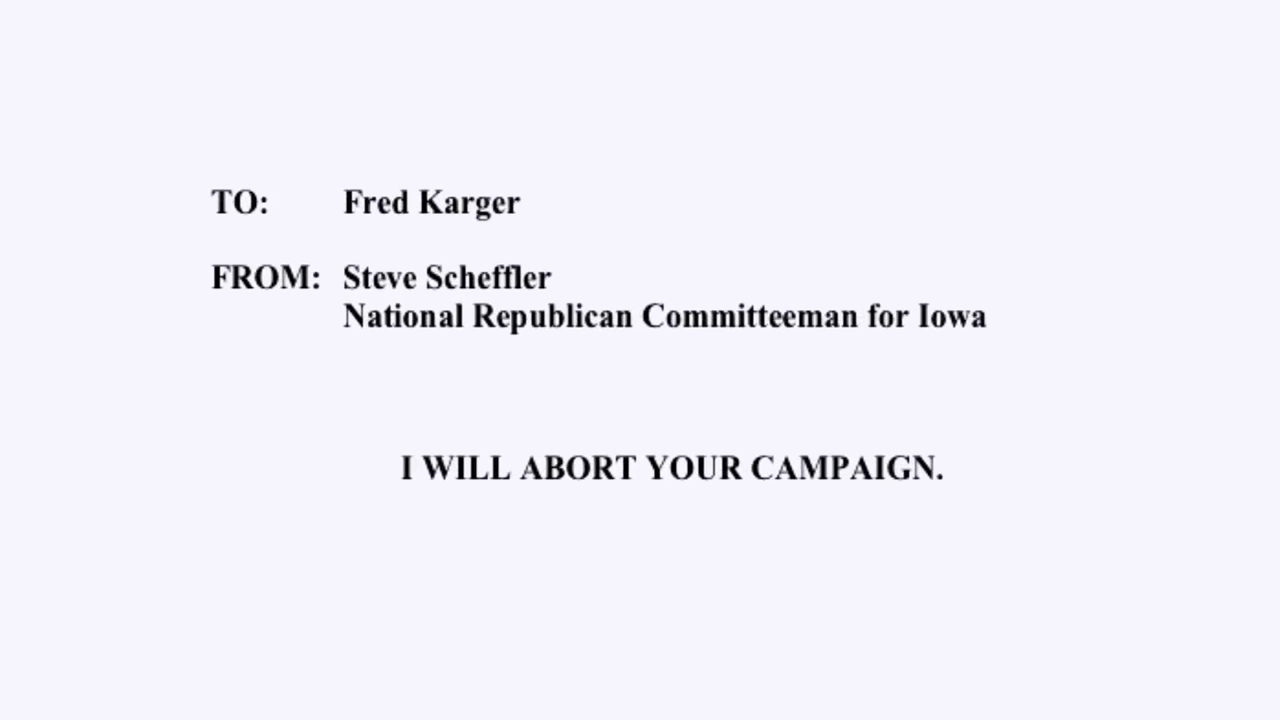 TO: Fred Karger
FROM: Steve Scheffler
National Republican Committeeman for Iowa
I WILL ABORT YOUR CAMPAIGN.